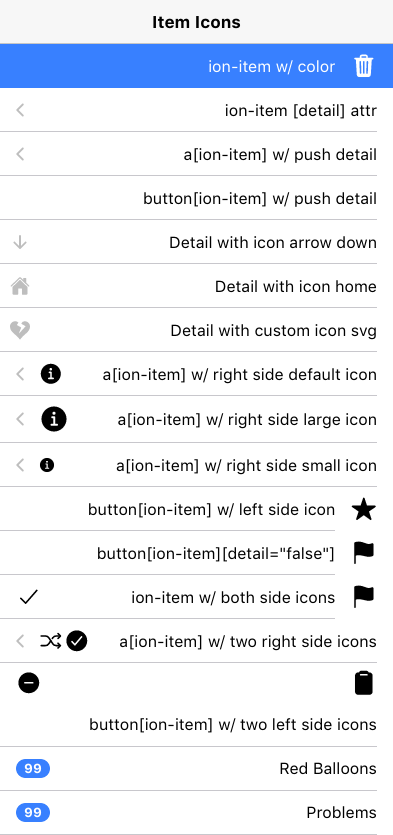 Item Icons
ion-item w/ color
ion-item [detail] attr
a[ion-item] w/ push detail
button[ion-item] w/ push detail
Detail with icon arrow down
Detail with icon home
Detail with custom icon svg
a[ion-item] w/ right side default icon
a[ion-item] w/ right side large icon
a[ion-item] w/ right side small icon
button[ion-item] w/ left side icon
button[ion-item][detail="false"]
ion-item w/ both side icons
a[ion-item] w/ two right side icons
button[ion-item] w/ two left side icons
99 Red Balloons
99 Problems